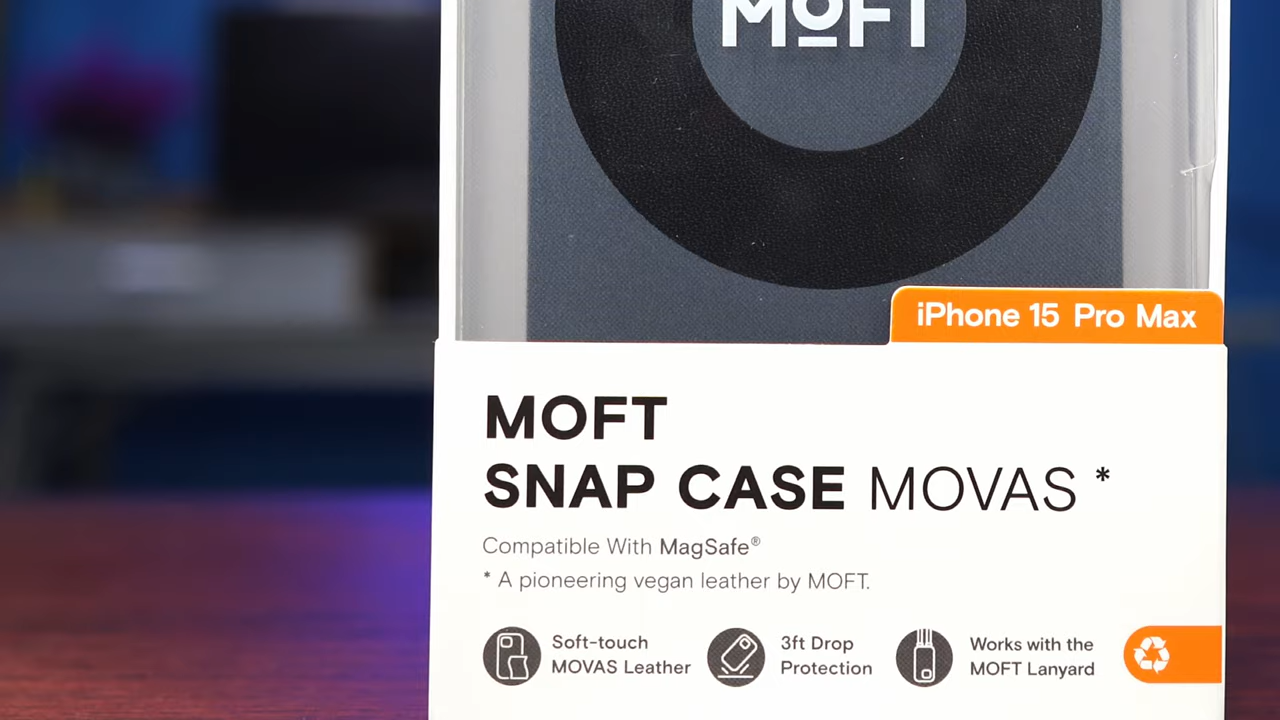 MOFT
iPhone 15 Pro Max
MOFT
SNAP CASE MOVAS *
Compatible With MagSafe®
* A pioneering vegan leather by MOFT.
Soft-touch
MOVAS Leather
3ft Drop
Protection
Works with the
MOFT Lanyard